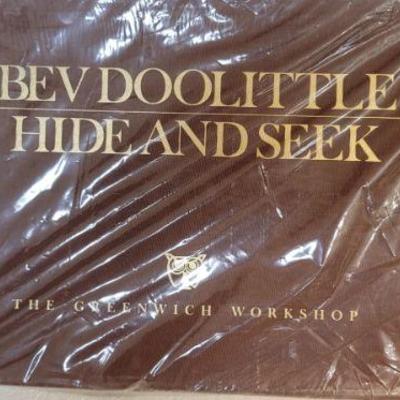 BEV DOOLITTLE
HIDE AND SEEK
THE GREENWICH WORKSHOP